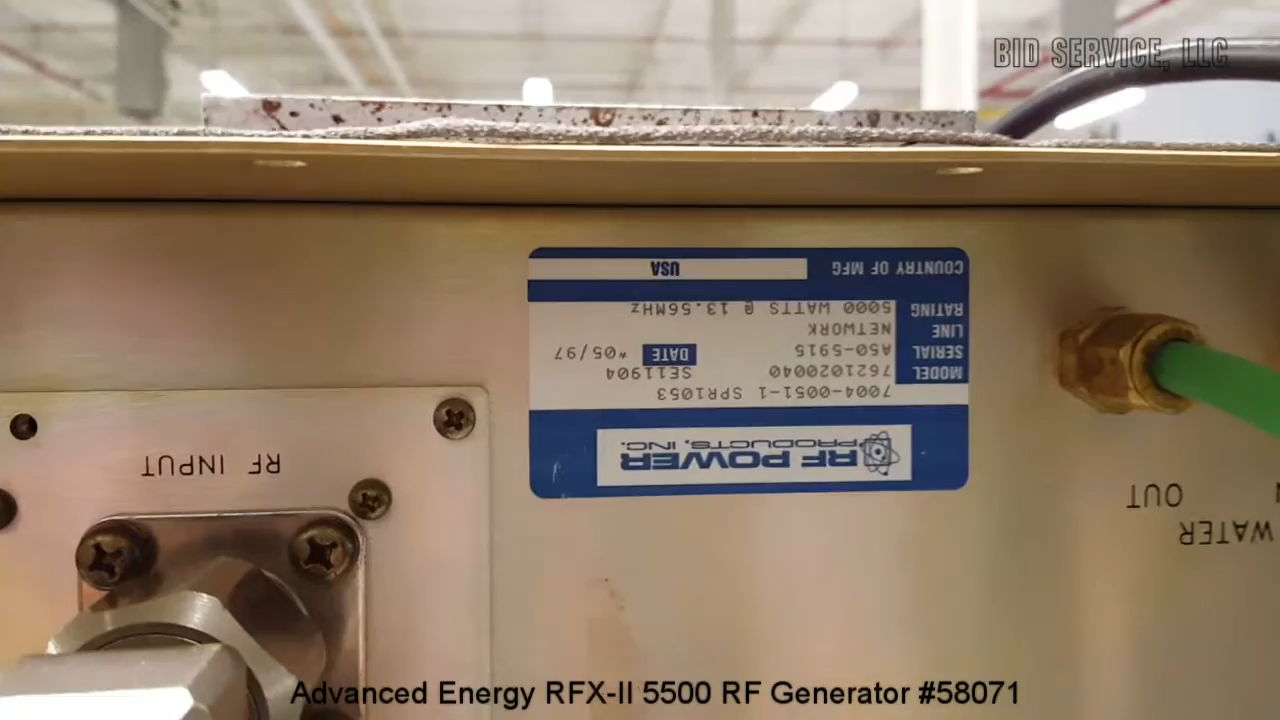 BID SERVICE, LLC
RF POWER
PRODUCTS, INC.
7004-0051-1 SPR1053
MODEL 7621020040 SE11904
SERIAL A50-5915 DATE *05/97
LINE NETWORK
RATING 5000 WATTS @ 13.56MHz
COUNTRY OF MFG USA
RF INPUT
WATER
OUT
Advanced Energy RFX-II 5500 RF Generator #58071